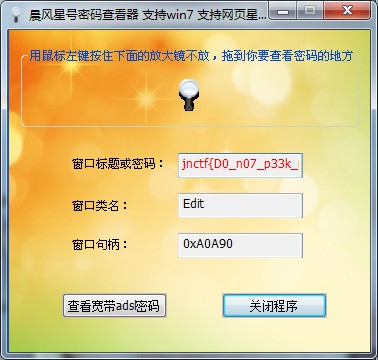 晨风星号密码查看器 支持win7 支持网页星...
用鼠标左键按住下面的放大镜不放，拖到你要查看密码的地方
窗口标题或密码： jnctf{D0_n07_p33k_
窗口类名： Edit
窗口句柄： 0xA0A90
查看宽带adsl密码 关闭程序